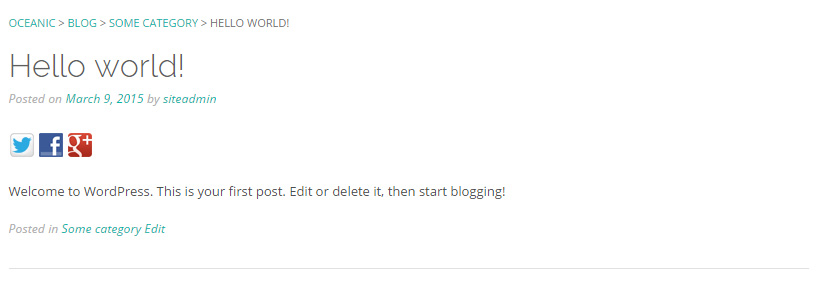 OCEANIC > BLOG > SOME CATEGORY > HELLO WORLD!
Hello world!
Posted on March 9, 2015 by siteadmin
f g+
Welcome to WordPress. This is your first post. Edit or delete it, then start blogging!
Posted in Some category Edit